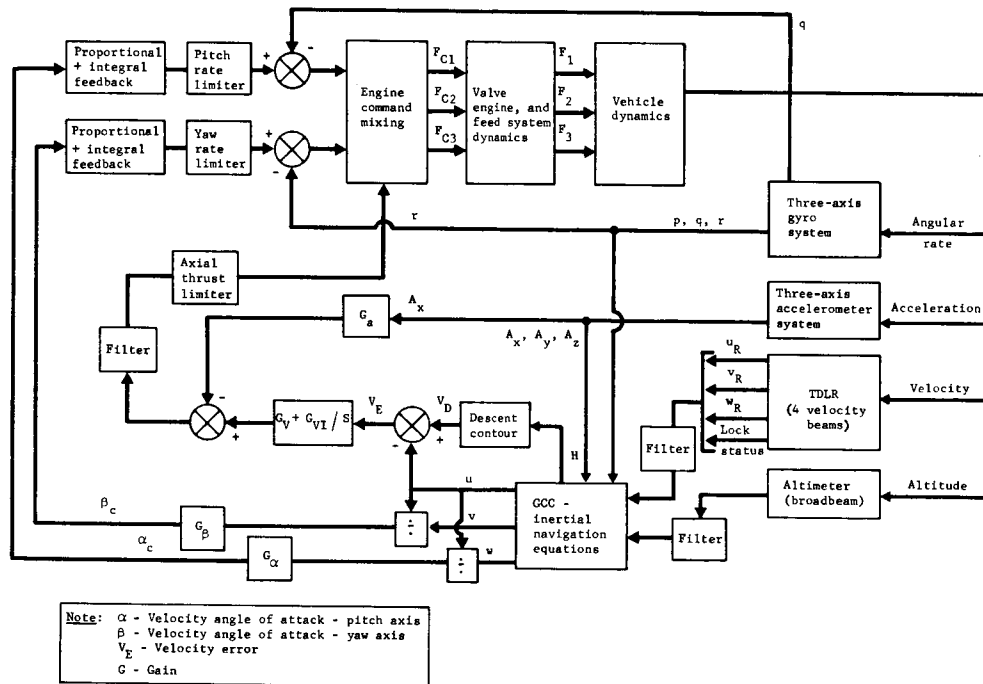 q
Proportional
+ integral
feedback
Pitch
rate
limiter
+
-
Engine
command
mixing
F_C1
F_C2
F_C3
Valve
engine, and
feed system
dynamics
F_1
F_2
F_3
Vehicle
dynamics
Proportional
+ integral
feedback
Yaw
rate
limiter
+
-
r
p, q, r
Three-axis
gyro
system
Angular
rate
Axial
thrust
limiter
Filter
G_a
A_x
A_x, A_y, A_z
Three-axis
accelerometer
system
Acceleration
u_R
v_R
w_R
Lock
status
TDLR
(4 velocity
beams)
Velocity
-
+
G_V + G_VI / S
V_E
-
+
V_D
Descent
contour
H
Filter
Altimeter
(broadbeam)
Altitude
Filter
GCC -
inertial
navigation
equations
u
v
w
÷
÷
β_c
G_β
α_c
G_α
Note: α - Velocity angle of attack - pitch axis
β - Velocity angle of attack - yaw axis
V_E - Velocity error
G - Gain